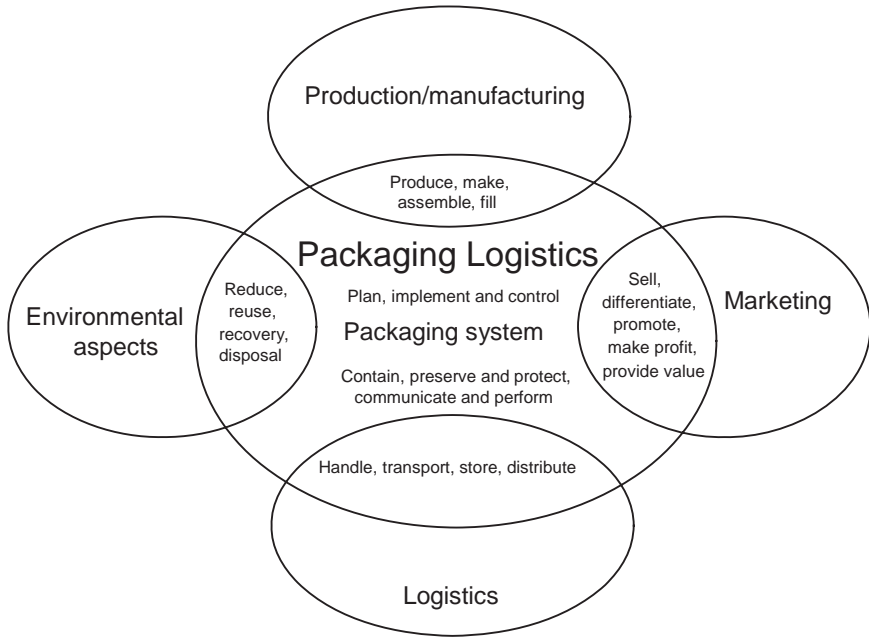 Production/manufacturing
Produce, make,
assemble, fill
Packaging Logistics
Plan, implement and control
Packaging system
Contain, preserve and protect,
communicate and perform
Environmental
aspects
Reduce,
reuse,
recovery,
disposal
Sell,
differentiate,
promote,
make profit,
provide value
Marketing
Handle, transport, store, distribute
Logistics